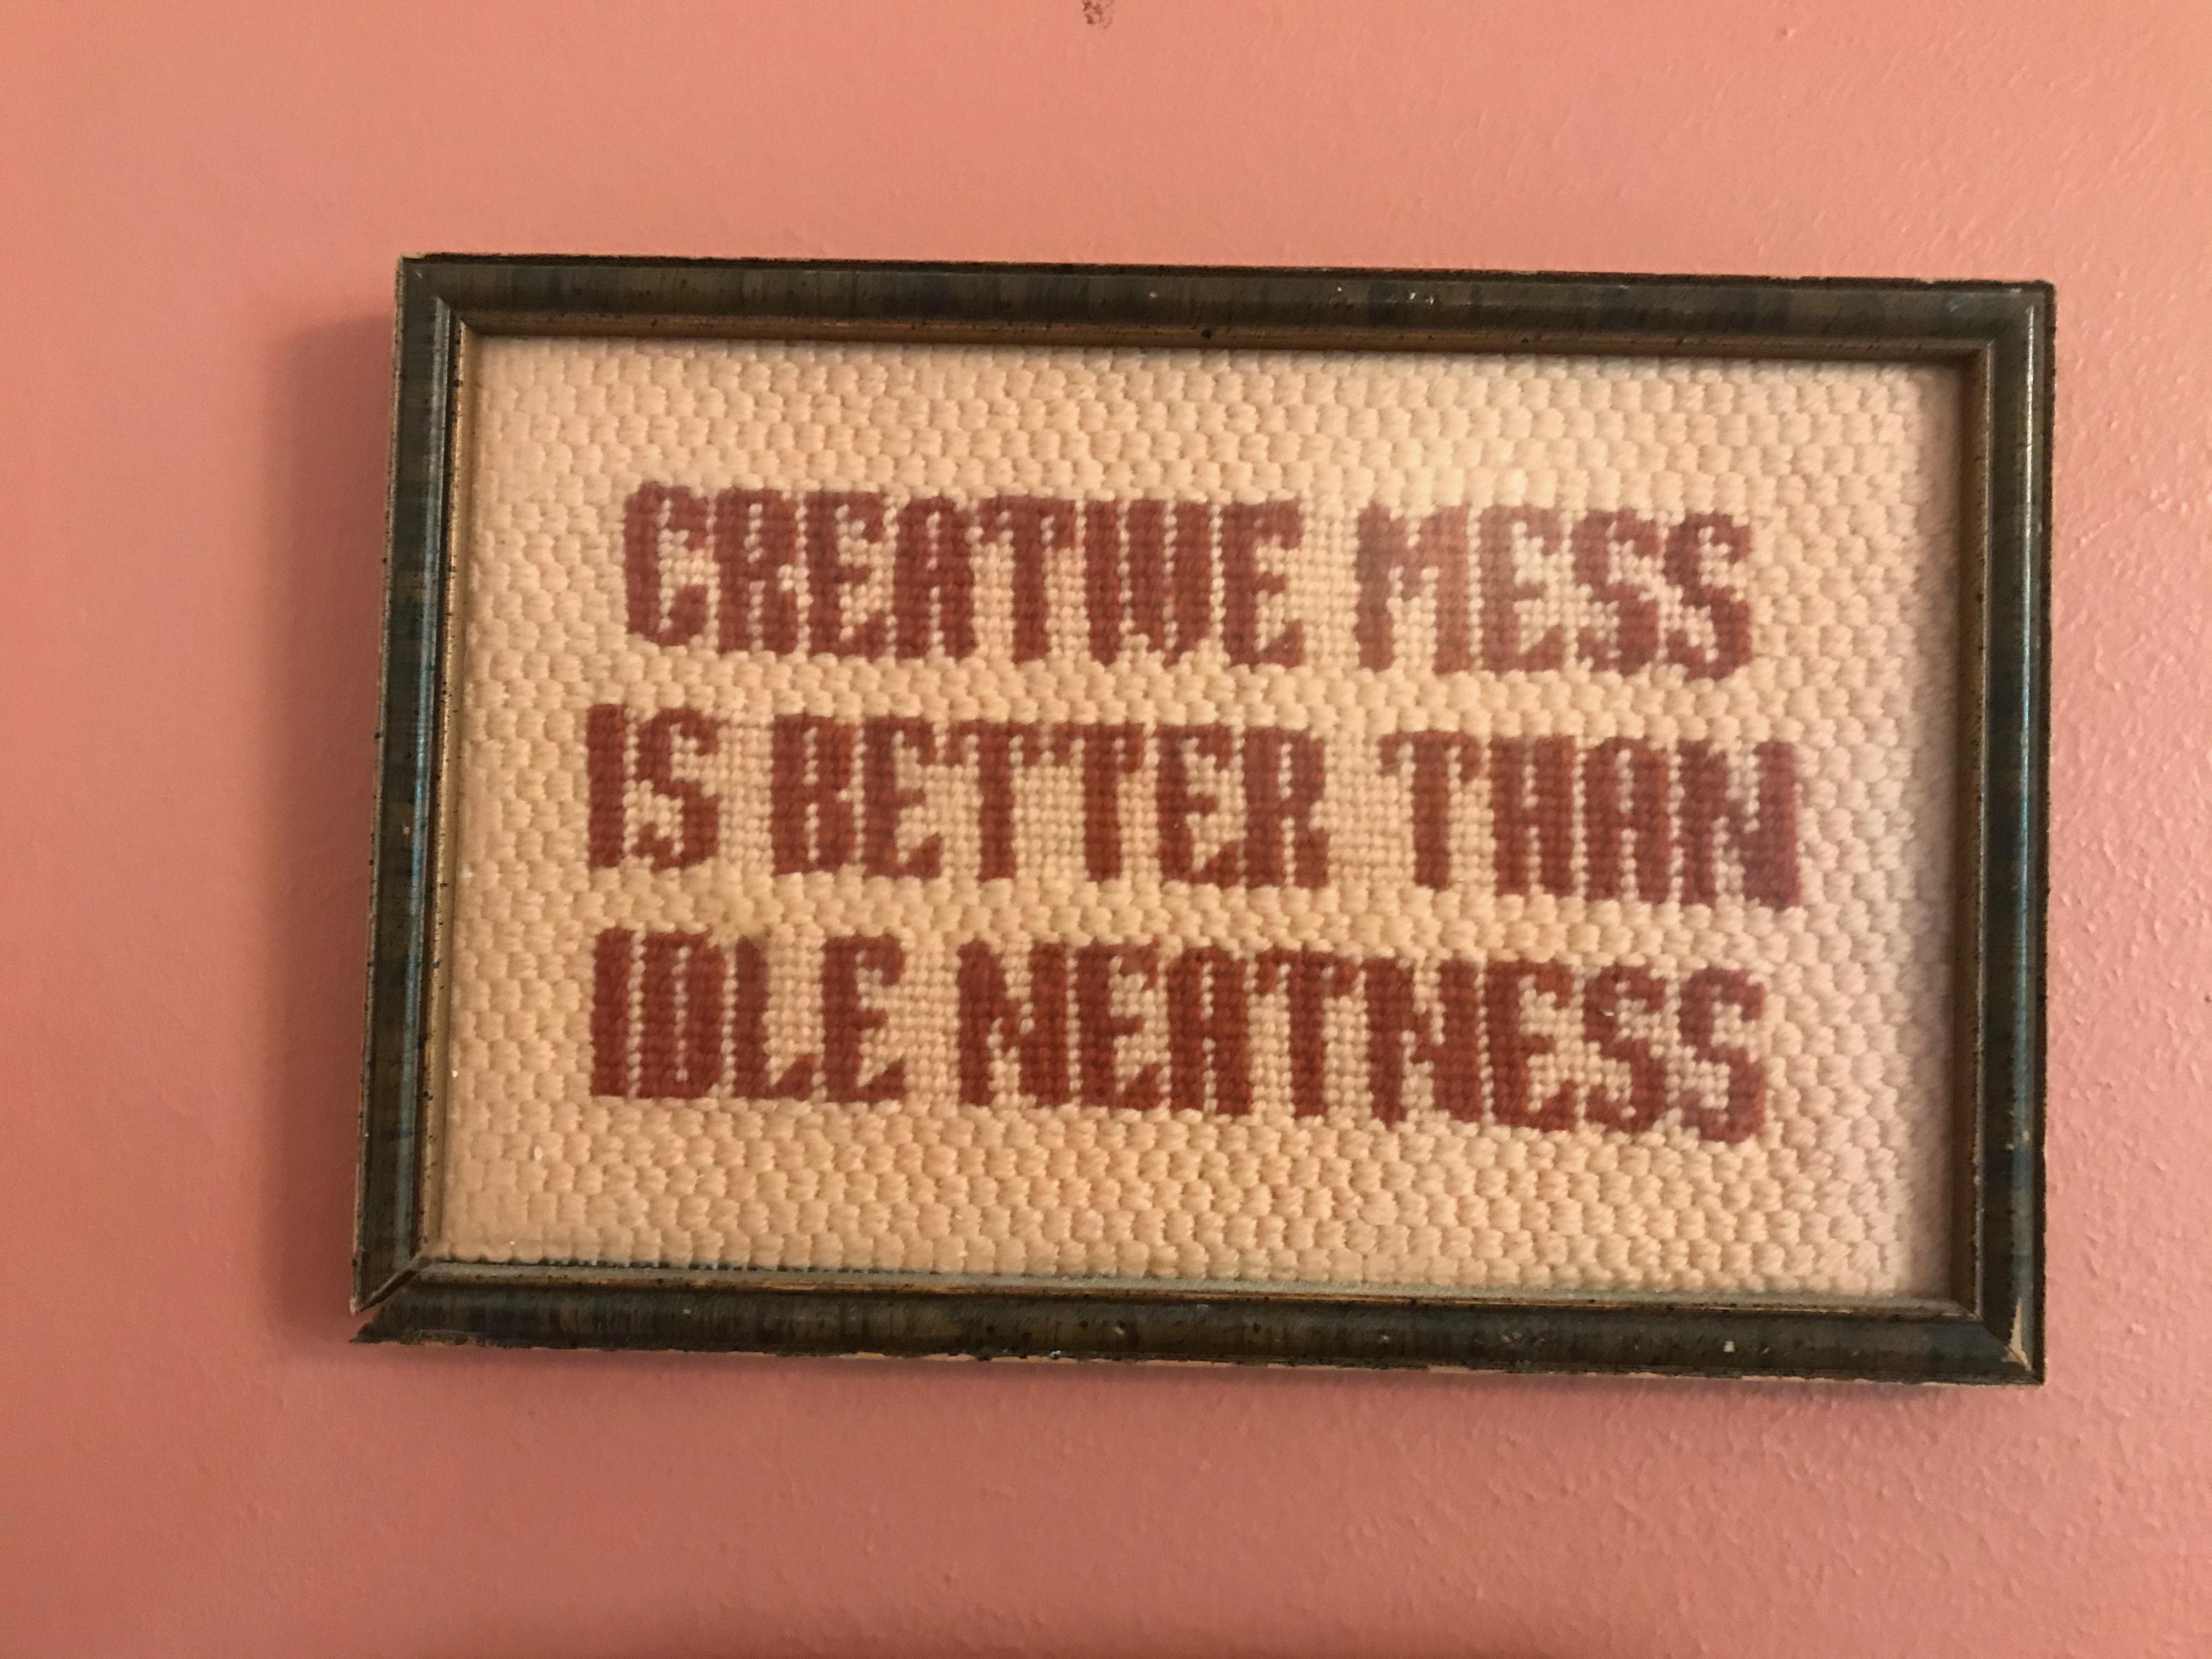 CREATIVE MESS
IS BETTER THAN
IDLE NEATNESS